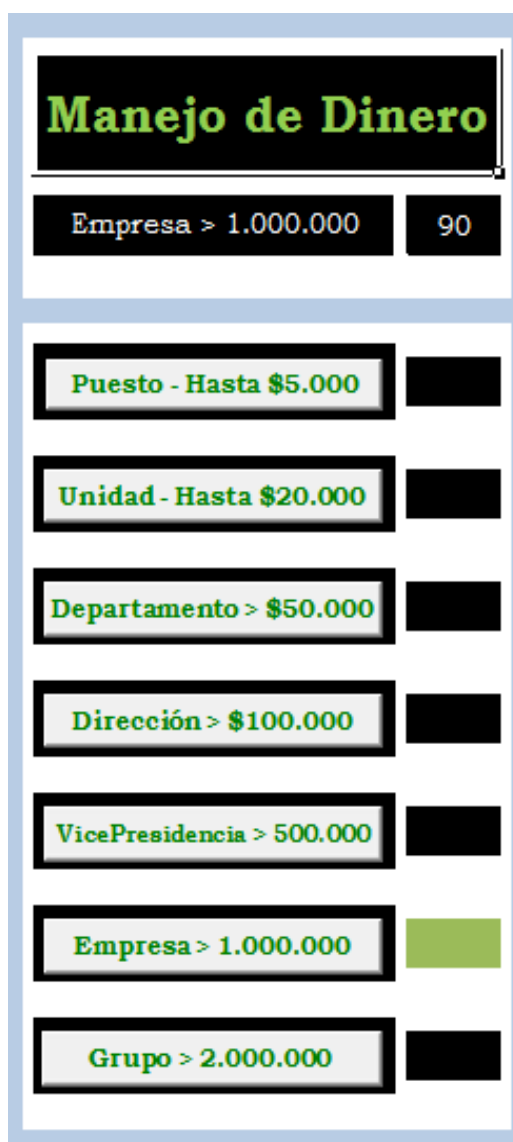 Manejo de Dinero
Empresa > 1.000.000 90
Puesto - Hasta $5.000
Unidad - Hasta $20.000
Departamento > $50.000
Dirección > $100.000
VicePresidencia > 500.000
Empresa > 1.000.000
Grupo > 2.000.000